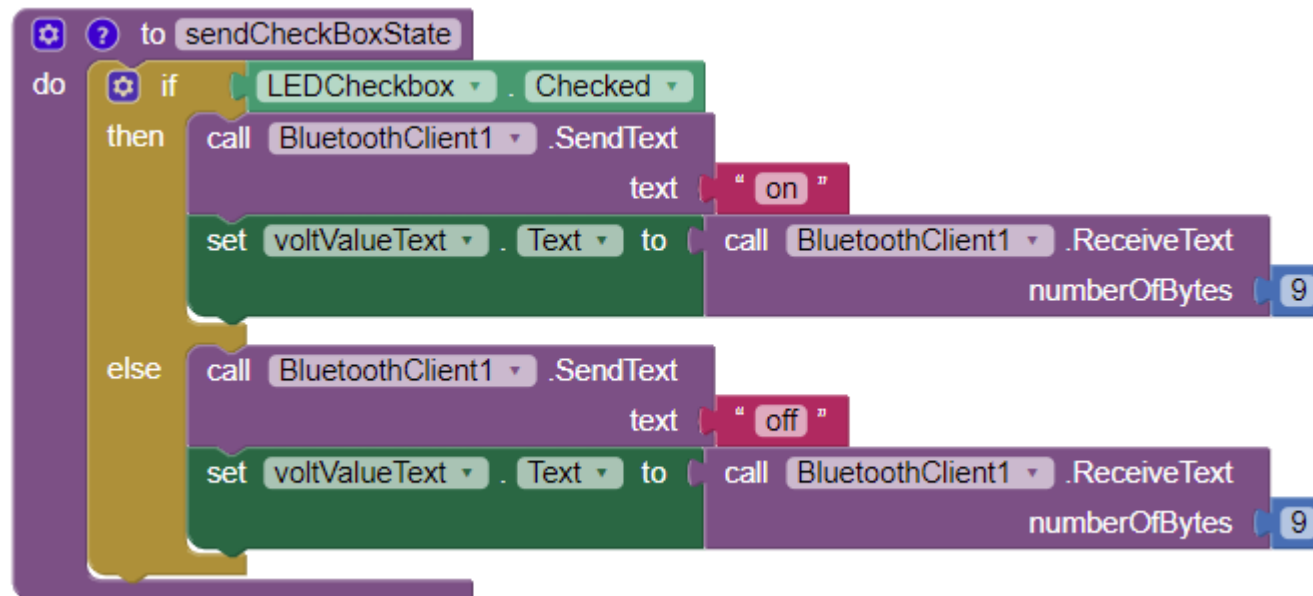 ? to sendCheckBoxState
do if LEDCheckbox . Checked
then call BluetoothClient1 .SendText
text “ on ”
set voltValueText . Text to call BluetoothClient1 .ReceiveText
numberOfBytes 9
else call BluetoothClient1 .SendText
text “ off ”
set voltValueText . Text to call BluetoothClient1 .ReceiveText
numberOfBytes 9